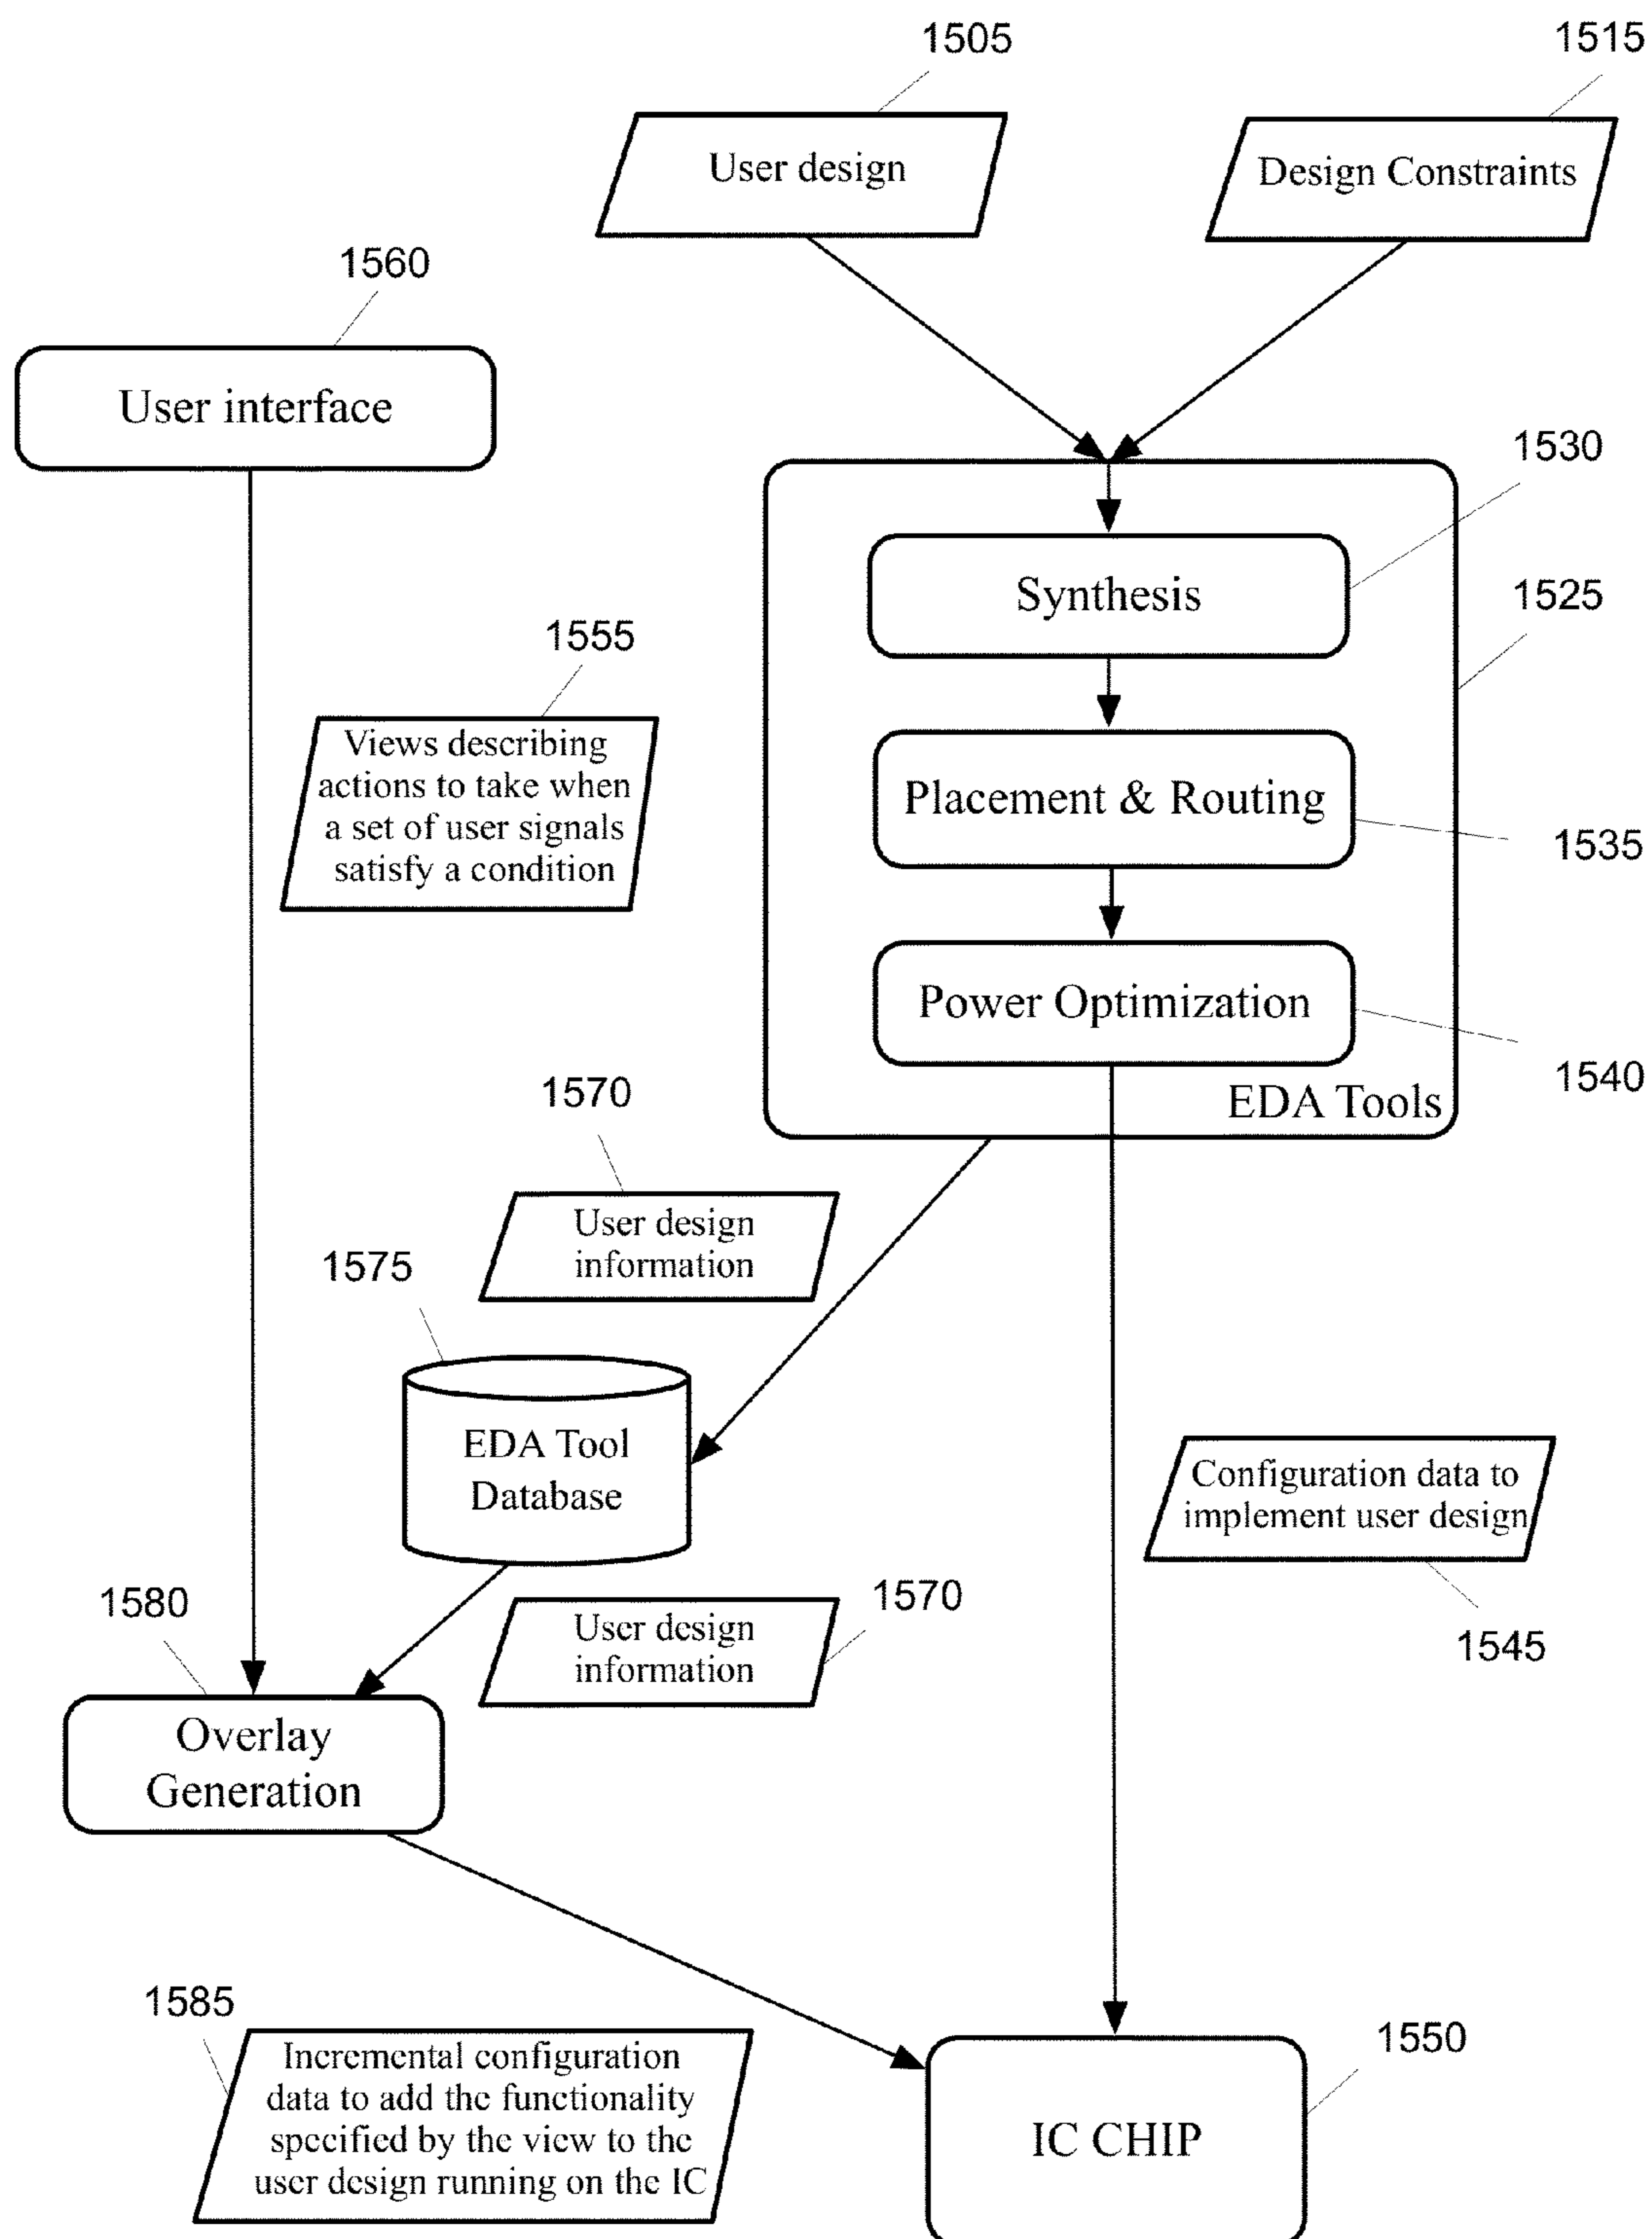 1505
1515
User design
Design Constraints
1560
User interface
1530
Synthesis
1525
1555
Views describing
actions to take when
a set of user signals
satisfy a condition
Placement & Routing
1535
Power Optimization
1540
EDA Tools
1570
User design
information
1575
EDA Tool
Database
Configuration data to
implement user design
1545
1580
1570
User design
information
Overlay
Generation
1585
Incremental configuration
data to add the functionality
specified by the view to the
user design running on the IC
1550
IC CHIP